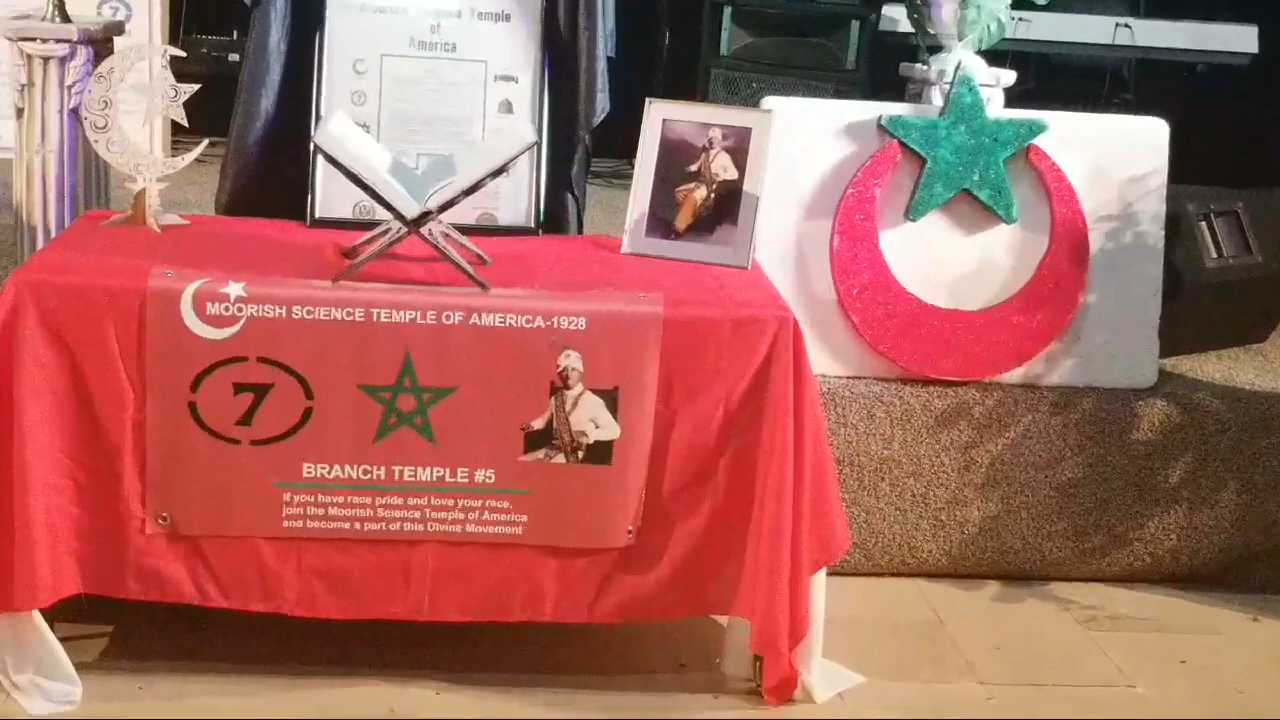 Temple
of
America
MOORISH SCIENCE TEMPLE OF AMERICA-1928
7
BRANCH TEMPLE #5
If you have race pride and love your race,
join the Moorish Science Temple of America
and become a part of this Divine Movement